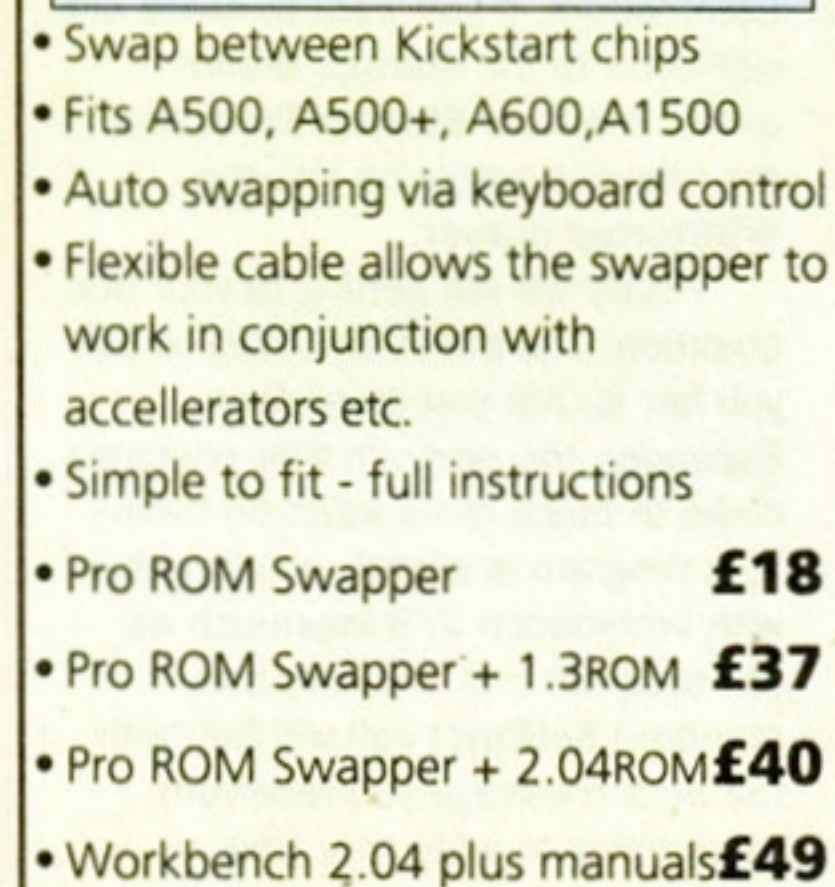 • Swap between Kickstart chips
• Fits A500, A500+, A600,A1500
• Auto swapping via keyboard control
• Flexible cable allows the swapper to
work in conjunction with
accellerators etc.
• Simple to fit - full instructions
• Pro ROM Swapper £18
• Pro ROM Swapper + 1.3ROM £37
• Pro ROM Swapper + 2.04ROM £40
• Workbench 2.04 plus manuals £49